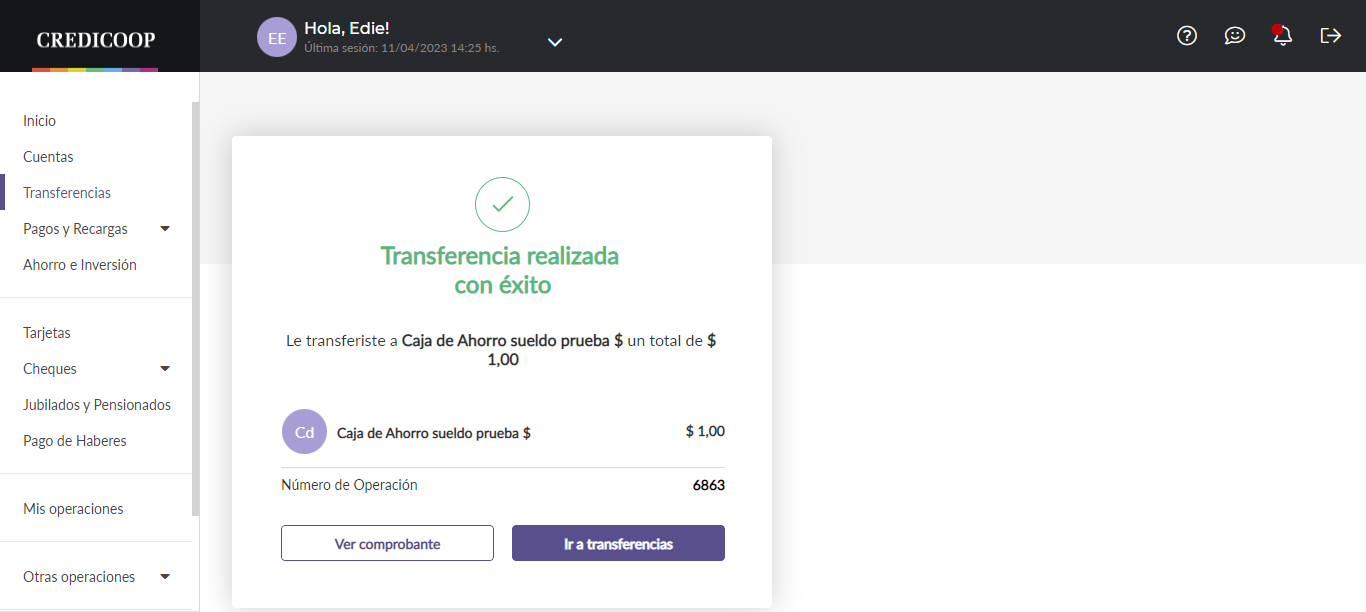 CREDICOOP
EE
Hola, Edie!
Última sesión: 11/04/2023 14:25 hs.
Inicio
Cuentas
Transferencias
Pagos y Recargas
Ahorro e Inversión
Tarjetas
Cheques
Jubilados y Pensionados
Pago de Haberes
Mis operaciones
Otras operaciones
Transferencia realizada
con éxito
Le transferiste a Caja de Ahorro sueldo prueba $ un total de $
1,00
Cd
Caja de Ahorro sueldo prueba $
$ 1,00
Número de Operación
6863
Ver comprobante
Ir a transferencias